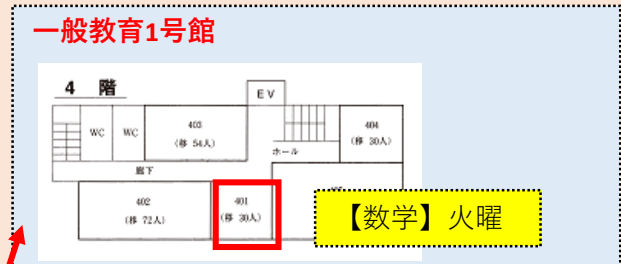 一般教育1号館
4 階
EV
WC
WC
403
(移 54人)
404
(移 30人)
ホール
廊下
402
(移 72人)
401
(移 30人)
【数学】火曜